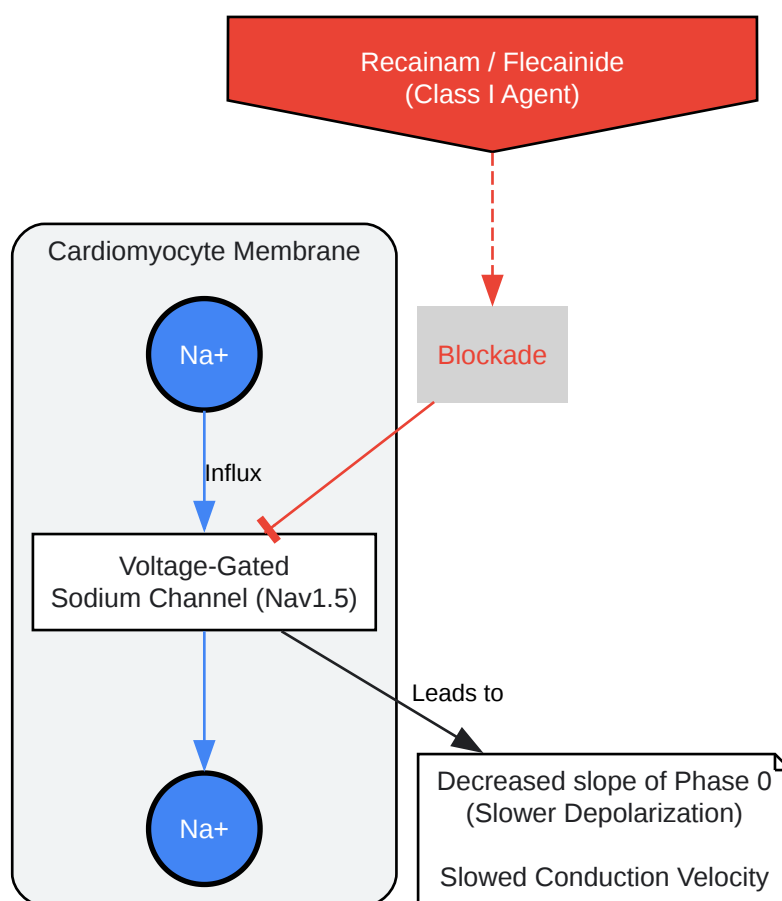 Recainam / Flecainide
(Class I Agent)
Cardiomyocyte Membrane
Na+
Blockade
Influx
Voltage-Gated
Sodium Channel (Nav1.5)
Leads to
Na+
Decreased slope of Phase 0
(Slower Depolarization)
Slowed Conduction Velocity